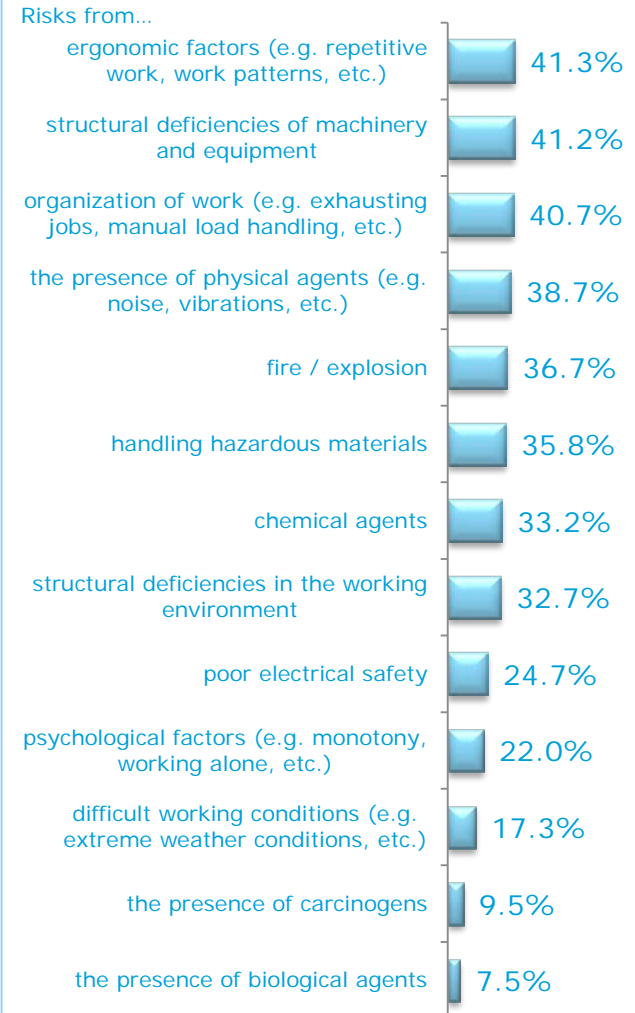 Risks from...
ergonomic factors (e.g. repetitive
work, work patterns, etc.)
41.3%
structural deficiencies of machinery
and equipment
41.2%
organization of work (e.g. exhausting
jobs, manual load handling, etc.)
40.7%
the presence of physical agents (e.g.
noise, vibrations, etc.)
38.7%
fire / explosion
36.7%
handling hazardous materials
35.8%
chemical agents
33.2%
structural deficiencies in the working
environment
32.7%
poor electrical safety
24.7%
psychological factors (e.g. monotony,
working alone, etc.)
22.0%
difficult working conditions (e.g.
extreme weather conditions, etc.)
17.3%
the presence of carcinogens
9.5%
the presence of biological agents
7.5%